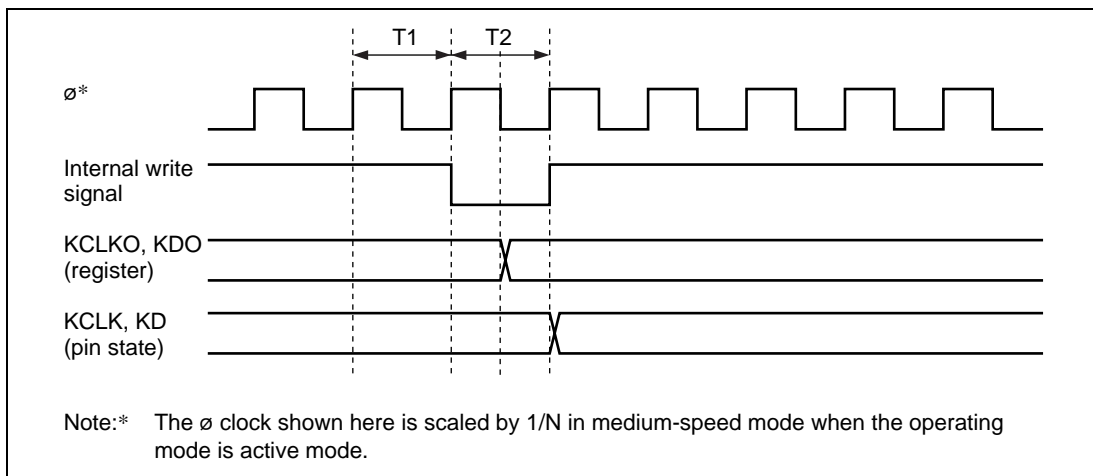 T1 T2
ø*
Internal write
signal
KCLKO, KDO
(register)
KCLK, KD
(pin state)
Note:* The ø clock shown here is scaled by 1/N in medium-speed mode when the operating
mode is active mode.